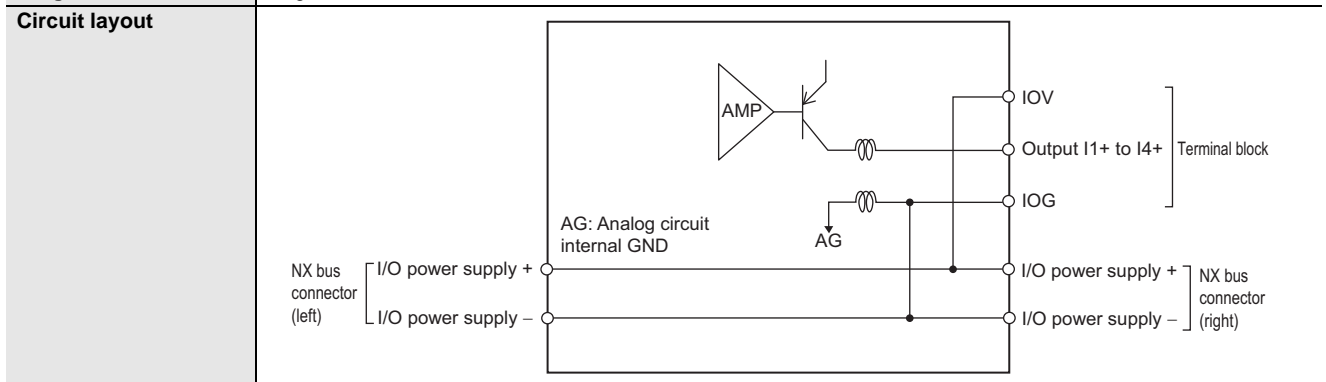 Circuit layout
AMP
IOV
Output I1+ to I4+
Terminal block
IOG
AG: Analog circuit
internal GND
AG
NX bus
connector
(left)
I/O power supply +
I/O power supply –
I/O power supply +
I/O power supply –
NX bus
connector
(right)